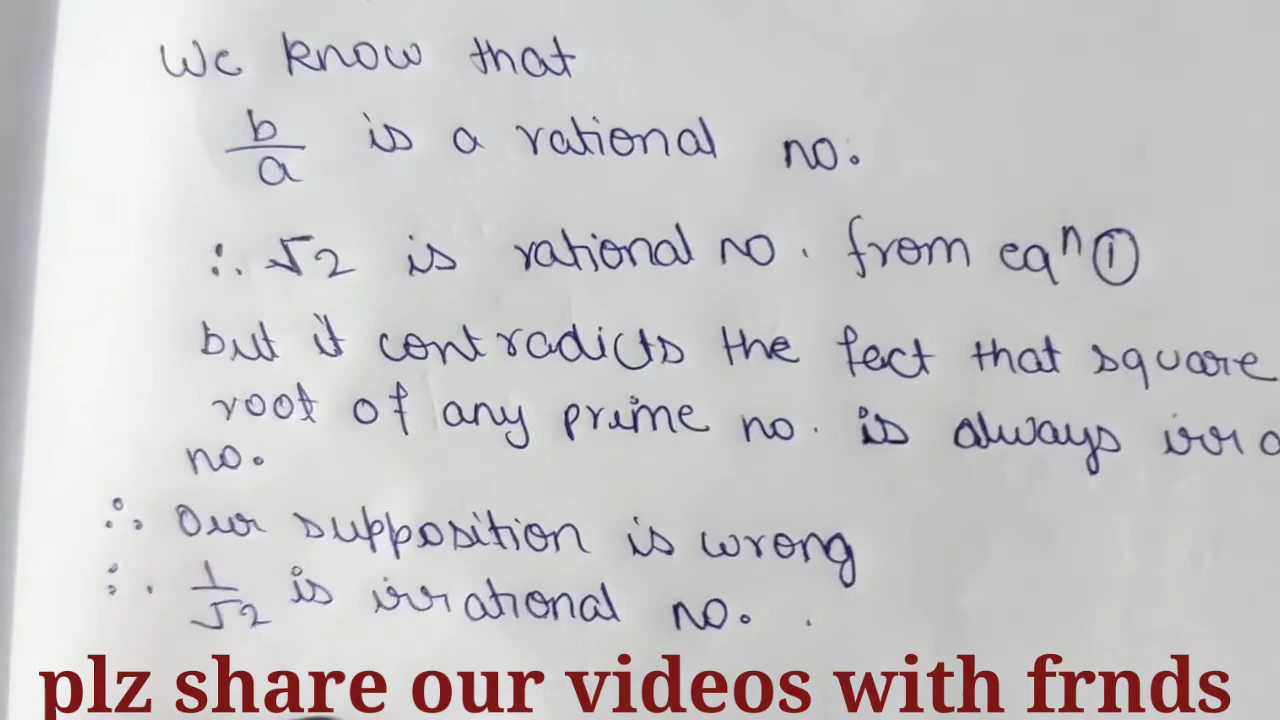 We know that
b/a is a rational no.
∴ √2 is rational no. from eqⁿ ①
but it contradicts the fact that square
root of any prime no. is always irra
no.
∴ Our supposition is wrong
∴ 1/√2 is irrational no.
plz share our videos with frnds